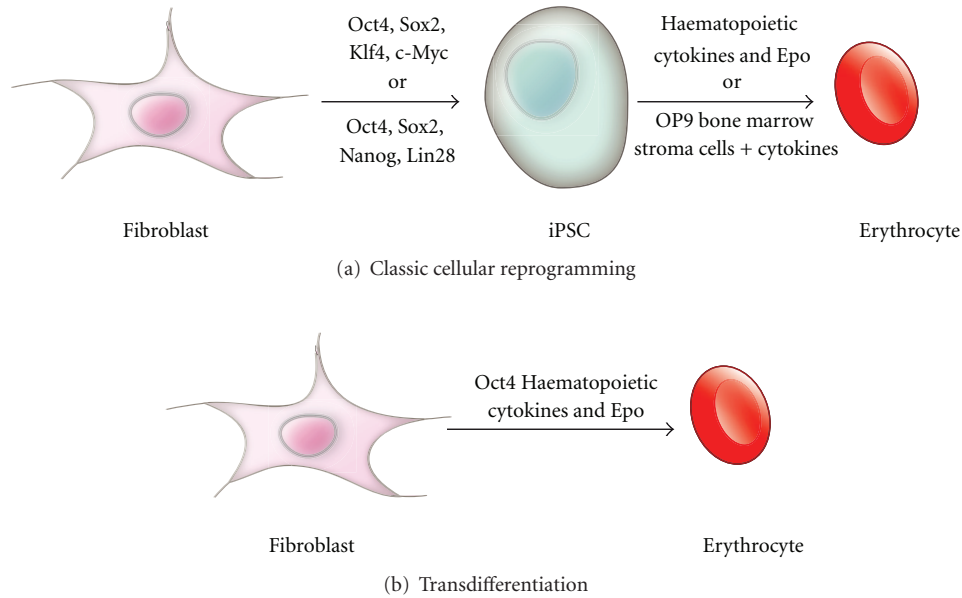 Oct4, Sox2,
Klf4, c-Myc
or
Oct4, Sox2,
Nanog, Lin28
Haematopoietic
cytokines and Epo
or
OP9 bone marrow
stroma cells + cytokines
Fibroblast
iPSC
Erythrocyte
(a) Classic cellular reprogramming
Oct4 Haematopoietic
cytokines and Epo
Fibroblast
Erythrocyte
(b) Transdifferentiation